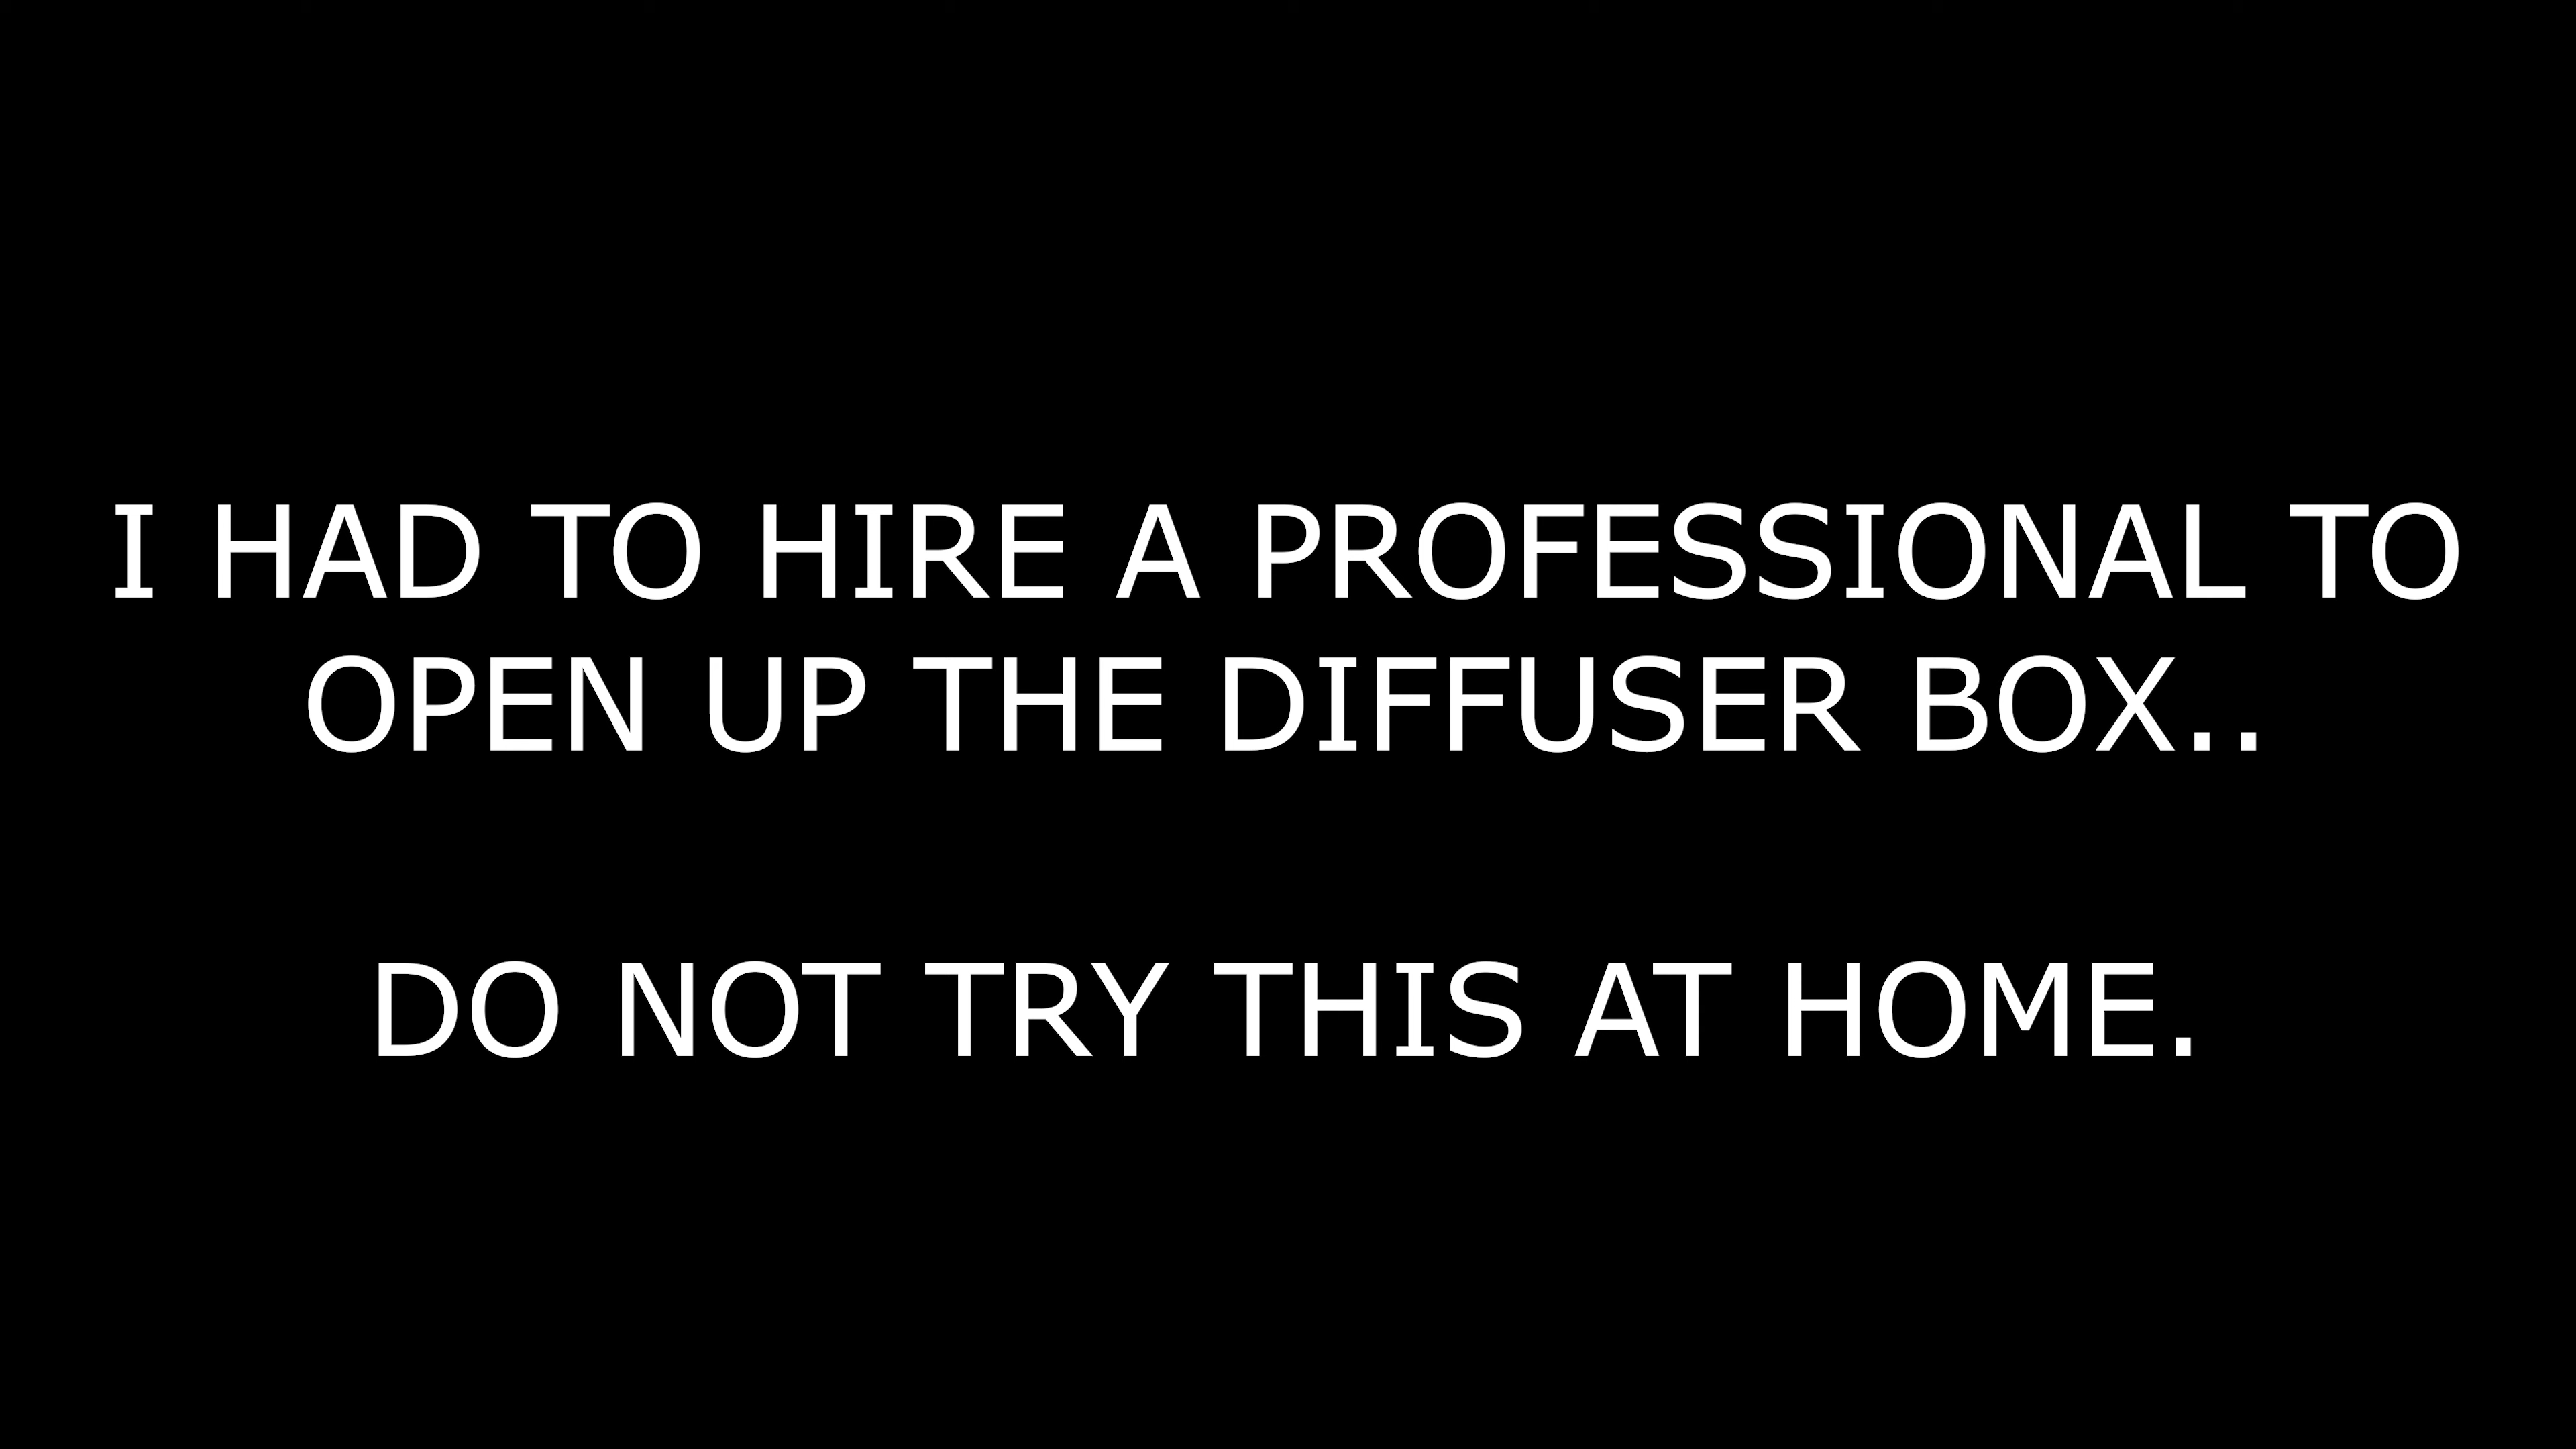 I HAD TO HIRE A PROFESSIONAL TO
OPEN UP THE DIFFUSER BOX..
DO NOT TRY THIS AT HOME.